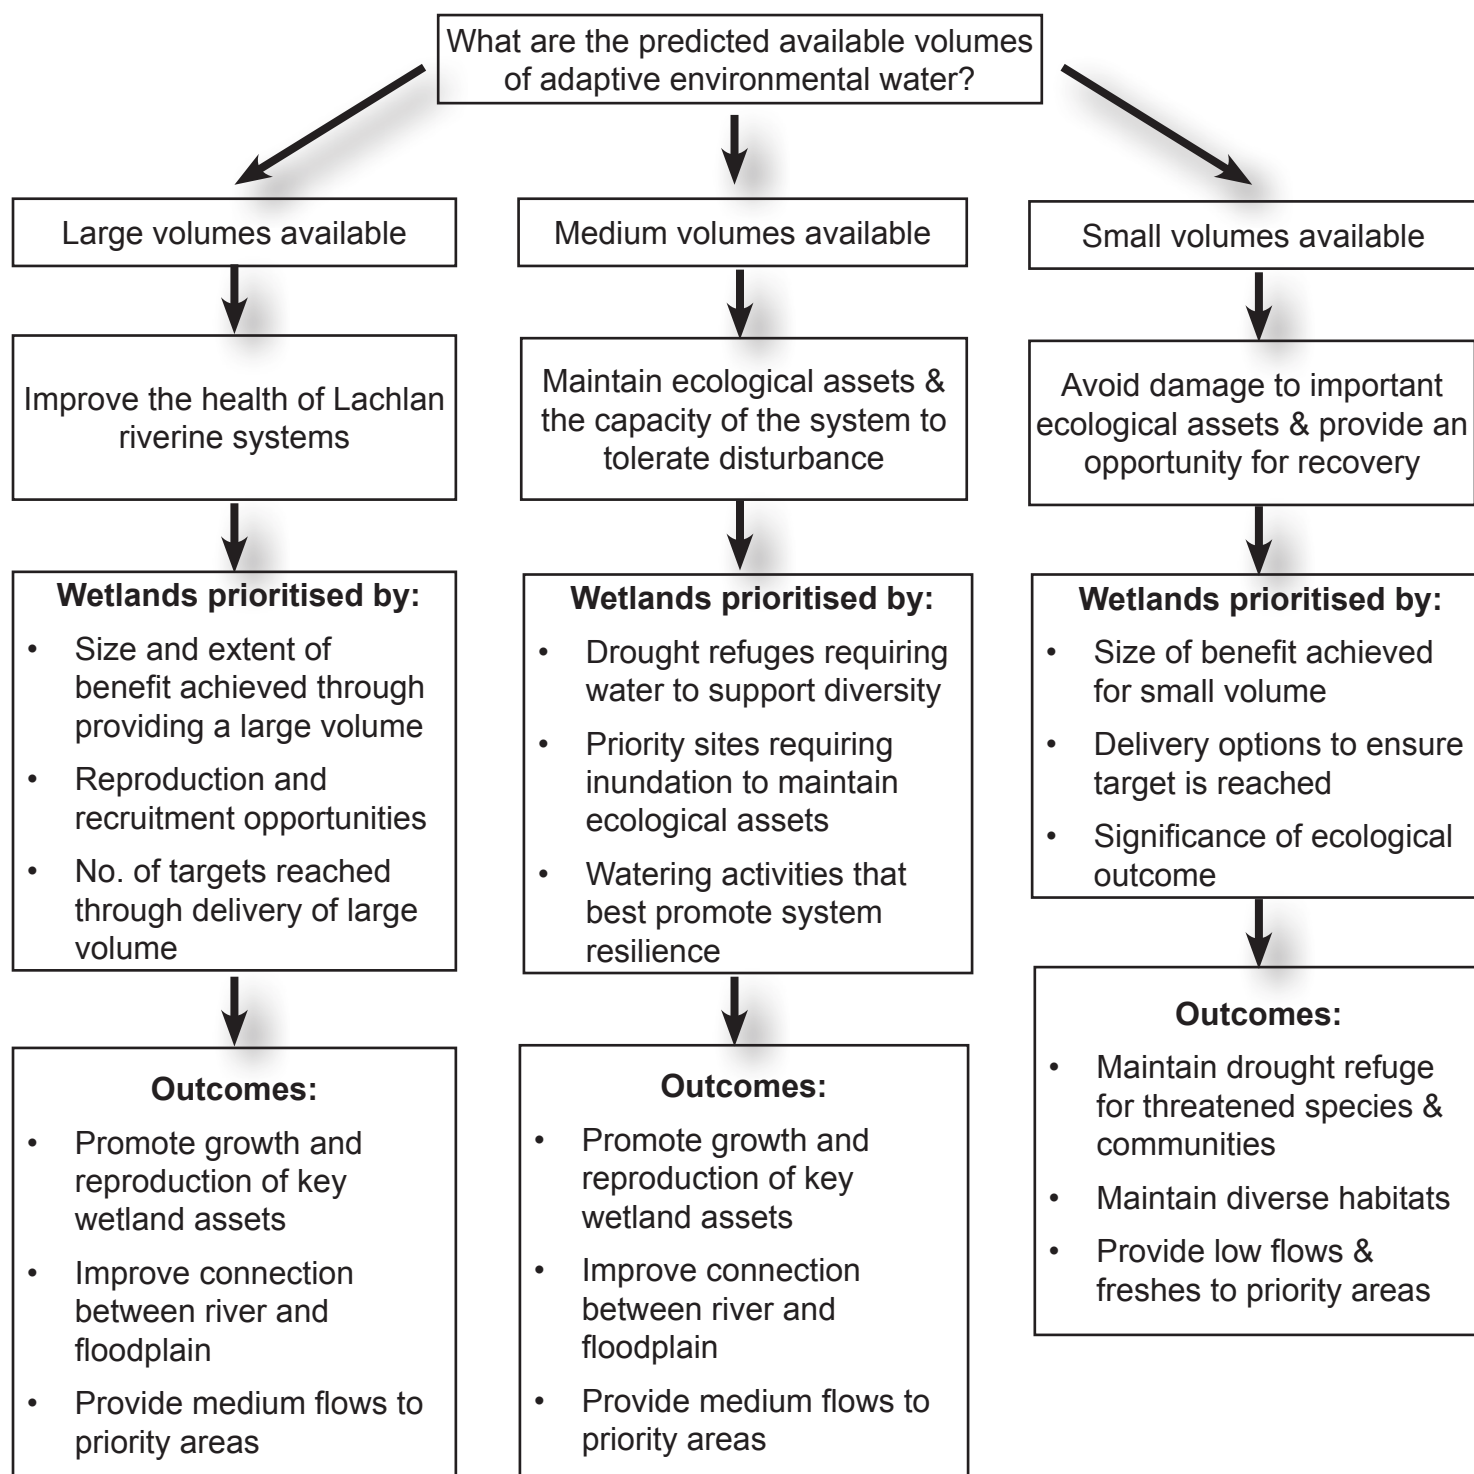 What are the predicted available volumes
of adaptive environmental water?
Large volumes available
Medium volumes available
Small volumes available
Improve the health of Lachlan
riverine systems
Maintain ecological assets &
the capacity of the system to
tolerate disturbance
Avoid damage to important
ecological assets & provide an
opportunity for recovery
Wetlands prioritised by:
• Size and extent of
benefit achieved through
providing a large volume
• Reproduction and
recruitment opportunities
• No. of targets reached
through delivery of large
volume
Wetlands prioritised by:
• Drought refuges requiring
water to support diversity
• Priority sites requiring
inundation to maintain
ecological assets
• Watering activities that
best promote system
resilience
Wetlands prioritised by:
• Size of benefit achieved
for small volume
• Delivery options to ensure
target is reached
• Significance of ecological
outcome
Outcomes:
• Promote growth and
reproduction of key
wetland assets
• Improve connection
between river and
floodplain
• Provide medium flows to
priority areas
Outcomes:
• Promote growth and
reproduction of key
wetland assets
• Improve connection
between river and
floodplain
• Provide medium flows to
priority areas
Outcomes:
• Maintain drought refuge
for threatened species &
communities
• Maintain diverse habitats
• Provide low flows &
freshes to priority areas